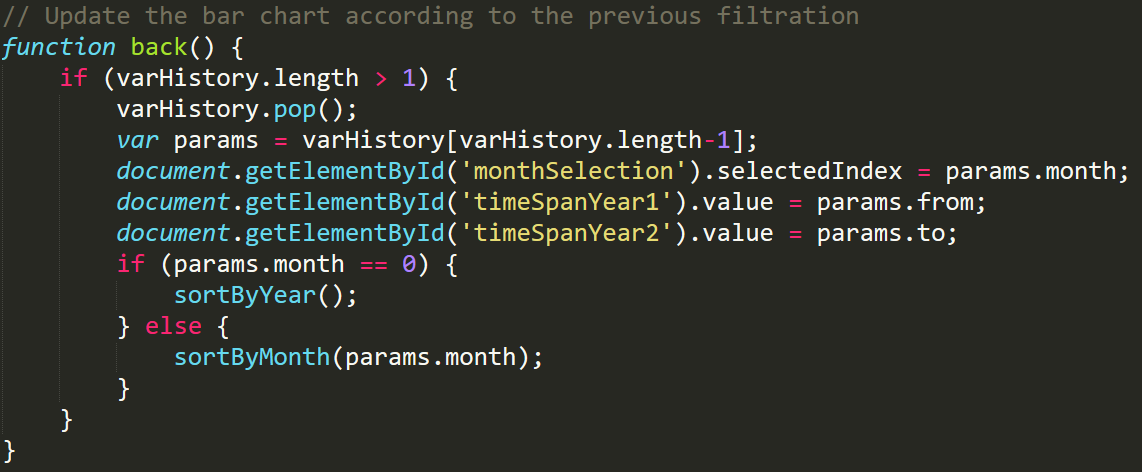 // Update the bar chart according to the previous filtration
function back() {
    if (varHistory.length > 1) {
        varHistory.pop();
        var params = varHistory[varHistory.length-1];
        document.getElementById('monthSelection').selectedIndex = params.month;
        document.getElementById('timeSpanYear1').value = params.from;
        document.getElementById('timeSpanYear2').value = params.to;
        if (params.month == 0) {
            sortByYear();
        } else {
            sortByMonth(params.month);
        }
    }
}